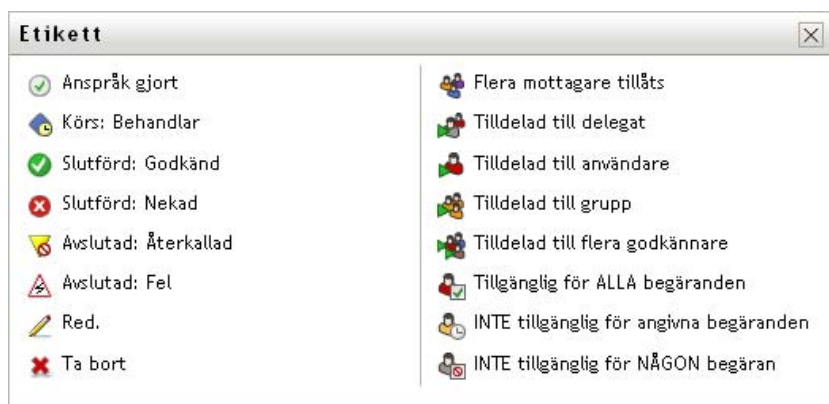 Etikett
Anspråk gjort
Körs: Behandlar
Slutförd: Godkänd
Slutförd: Nekad
Avslutad: Återkallad
Avslutad: Fel
Red.
Ta bort
Flera mottagare tillåts
Tilldelad till delegat
Tilldelad till användare
Tilldelad till grupp
Tilldelad till flera godkännare
Tillgänglig för ALLA begäranden
INTE tillgänglig för angivna begäranden
INTE tillgänglig för NÅGON begäran